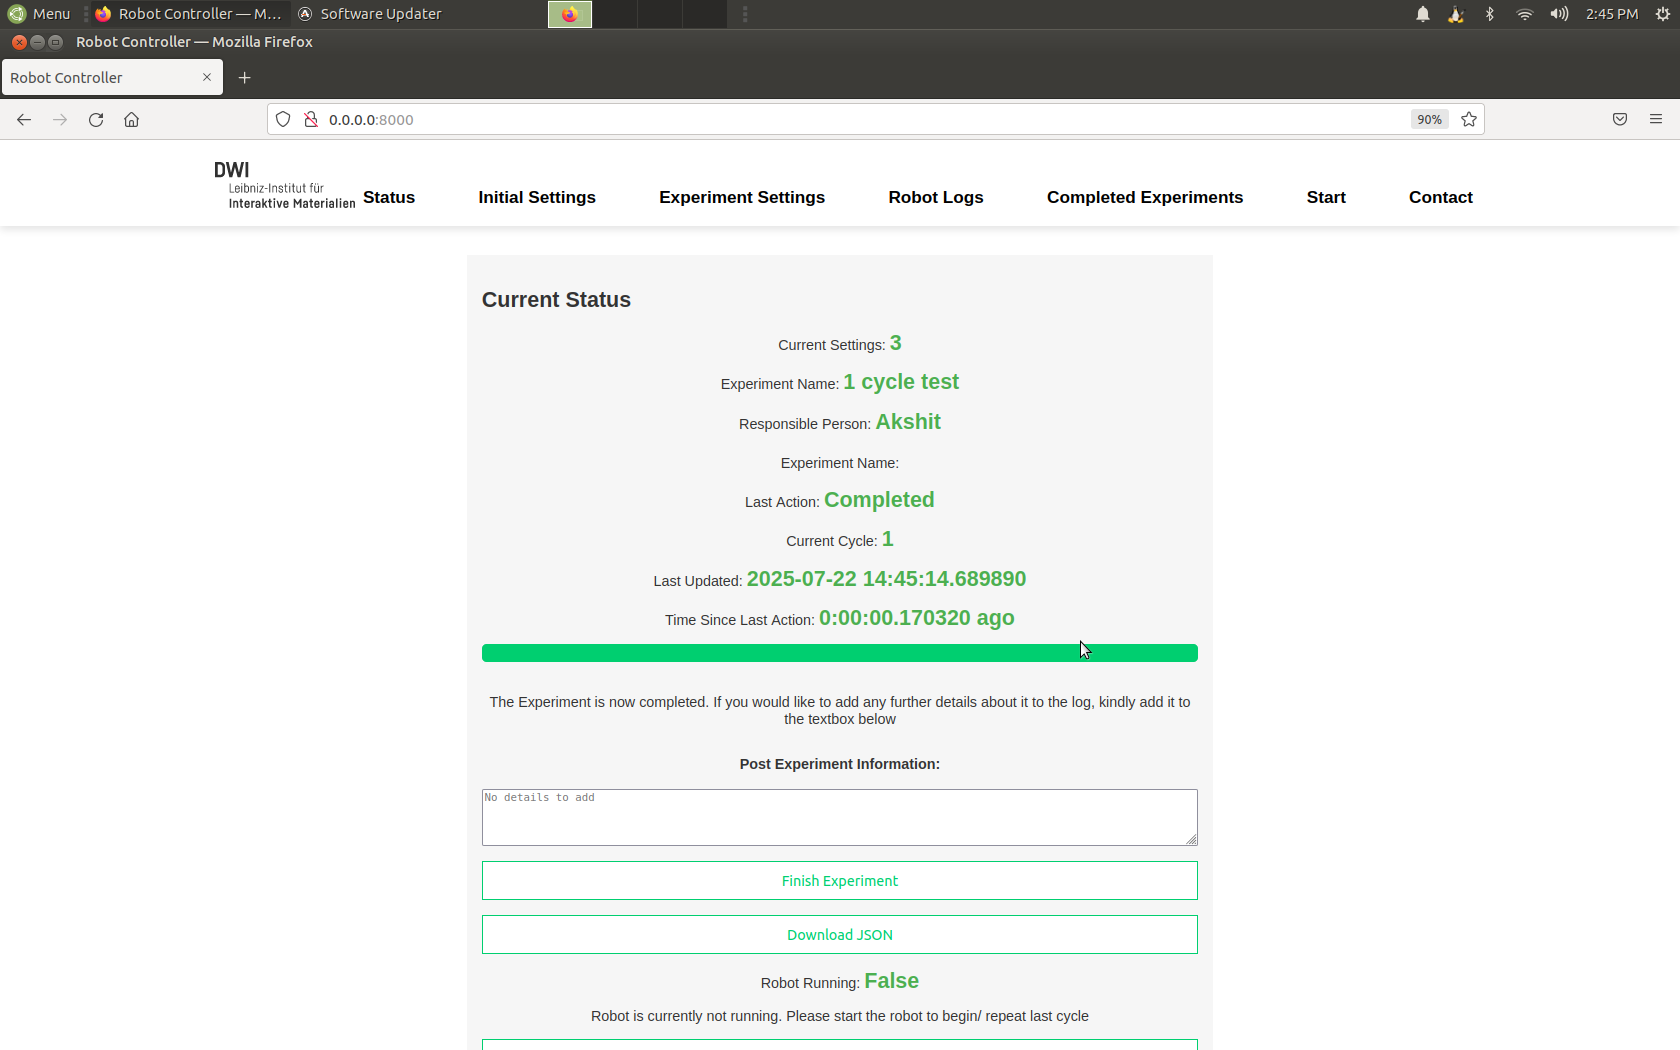 Menu
Robot Controller — M...
Software Updater
2:45 PM
Robot Controller — Mozilla Firefox
Robot Controller
0.0.0.0:8000
90%
DWI
Leibniz-Institut für
Interaktive Materialien
Status
Initial Settings
Experiment Settings
Robot Logs
Completed Experiments
Start
Contact
Current Status
Current Settings: 3
Experiment Name: 1 cycle test
Responsible Person: Akshit
Experiment Name:
Last Action: Completed
Current Cycle: 1
Last Updated: 2025-07-22 14:45:14.689890
Time Since Last Action: 0:00:00.170320 ago
The Experiment is now completed. If you would like to add any further details about it to the log, kindly add it to
the textbox below
Post Experiment Information:
No details to add
Finish Experiment
Download JSON
Robot Running: False
Robot is currently not running. Please start the robot to begin/ repeat last cycle